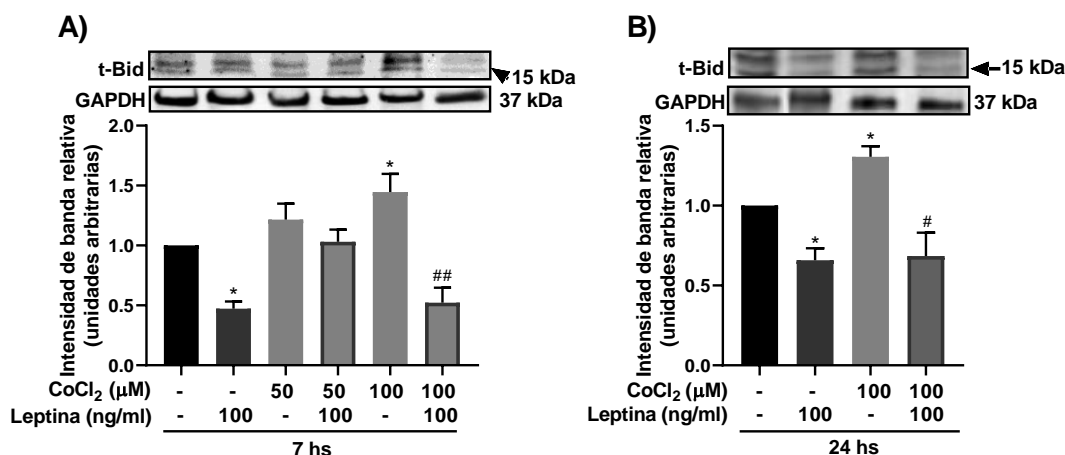 A)
t-Bid
15 kDa
GAPDH
37 kDa
Intensidad de banda relativa
(unidades arbitrarias)
2.0
1.5
1.0
0.5
0.0
*
*
##
CoCl2 (μM) - - 50 50 100 100
Leptina (ng/ml) - 100 - 100 - 100
7 hs
B)
t-Bid
15 kDa
GAPDH
37 kDa
Intensidad de banda relativa
(unidades arbitrarias)
1.5
1.0
0.5
0.0
*
*
#
CoCl2 (μM) - - 100 100
Leptina (ng/ml) - 100 - 100
24 hs